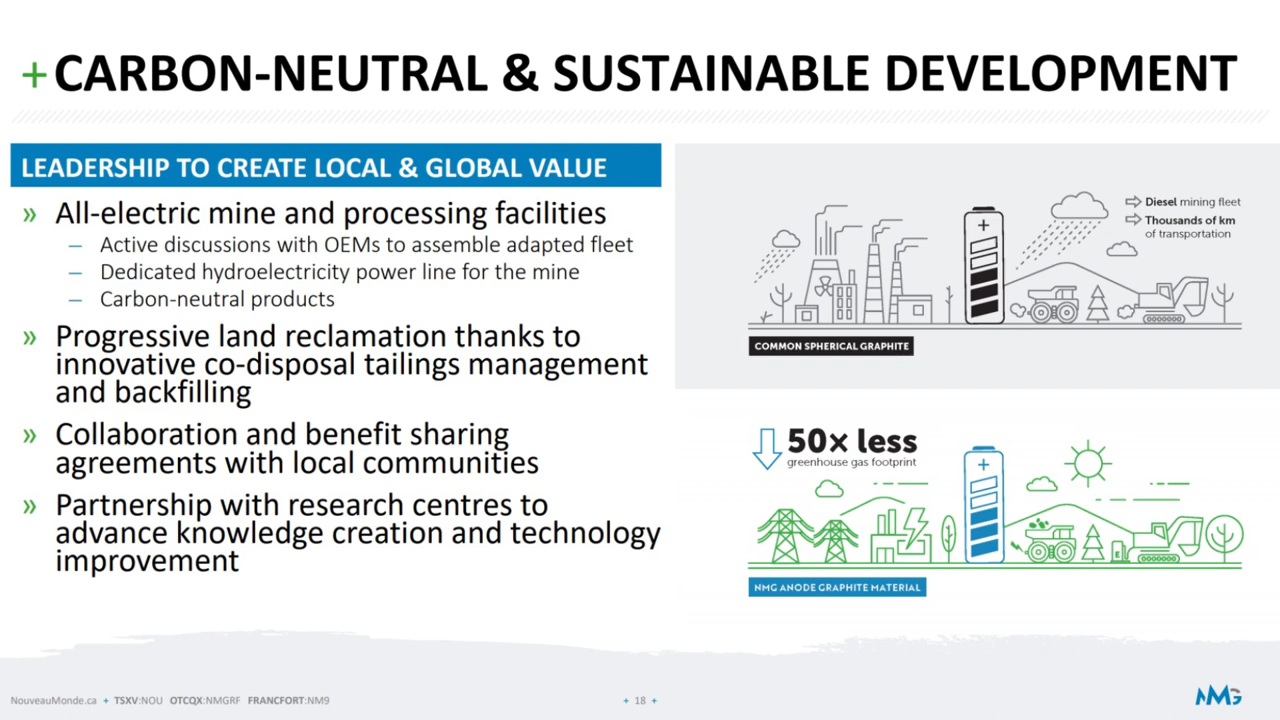 + CARBON-NEUTRAL & SUSTAINABLE DEVELOPMENT
LEADERSHIP TO CREATE LOCAL & GLOBAL VALUE
» All-electric mine and processing facilities
– Active discussions with OEMs to assemble adapted fleet
– Dedicated hydroelectricity power line for the mine
– Carbon-neutral products
» Progressive land reclamation thanks to
innovative co-disposal tailings management
and backfilling
» Collaboration and benefit sharing
agreements with local communities
» Partnership with research centres to
advance knowledge creation and technology
improvement
Diesel mining fleet
Thousands of km
of transportation
+
COMMON SPHERICAL GRAPHITE
50x less
greenhouse gas footprint
+
E
NMG ANODE GRAPHITE MATERIAL
NouveauMonde.ca + TSXV:NOU OTCQX:NMGRF FRANCFORT:NM9
+ 18 +
NMG